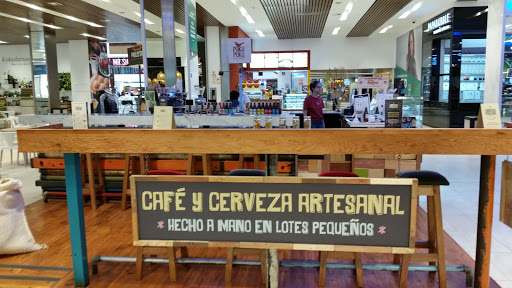 CAFÉ Y CERVEZA ARTESANAL
* HECHO A MANO EN LOTES PEQUEÑOS *